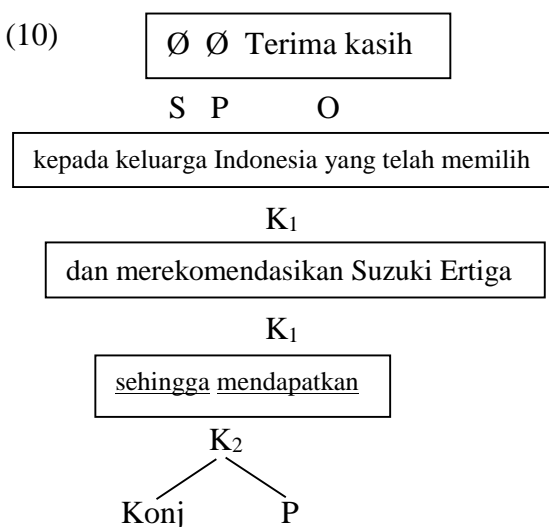 (10) Ø Ø Terima kasih
S P O
kepada keluarga Indonesia yang telah memilih
K₁
dan merekomendasikan Suzuki Ertiga
K₁
sehingga mendapatkan
K₂
Konj P